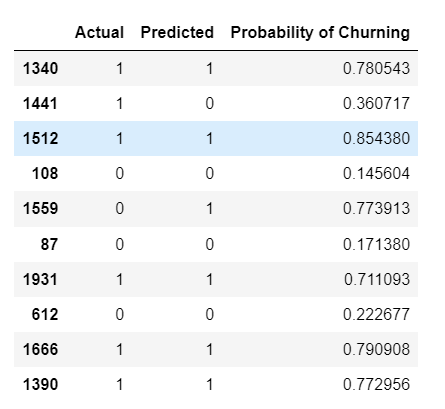 Actual Predicted Probability of Churning
1340 1 1 0.780543
1441 1 0 0.360717
1512 1 1 0.854380
108 0 0 0.145604
1559 0 1 0.773913
87 0 0 0.171380
1931 1 1 0.711093
612 0 0 0.222677
1666 1 1 0.790908
1390 1 1 0.772956